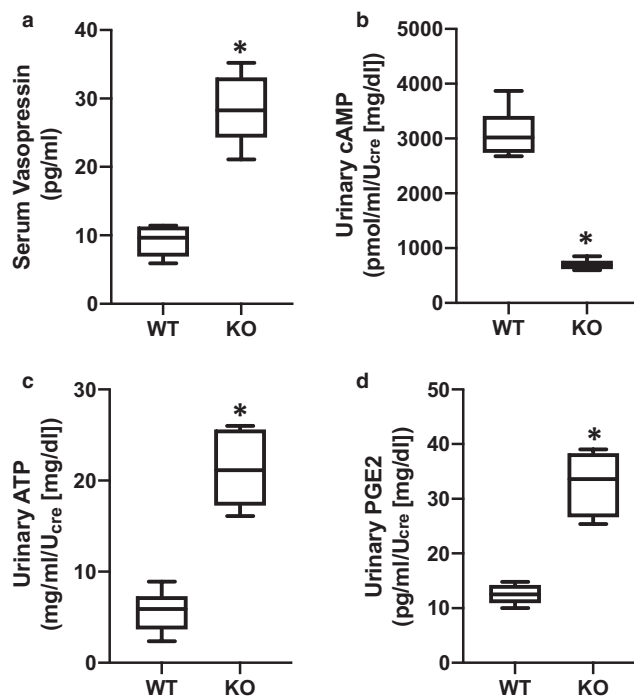 a
Serum Vasopressin
(pg/ml)
40
30
20
10
0
*
WT
KO
b
Urinary cAMP
(pmol/ml/Ucre [mg/dl])
5000
4000
3000
2000
1000
0
*
WT
KO
c
Urinary ATP
(mg/ml/Ucre [mg/dl])
30
20
10
0
*
WT
KO
d
Urinary PGE2
(pg/ml/Ucre [mg/dl])
50
40
30
20
10
0
*
WT
KO